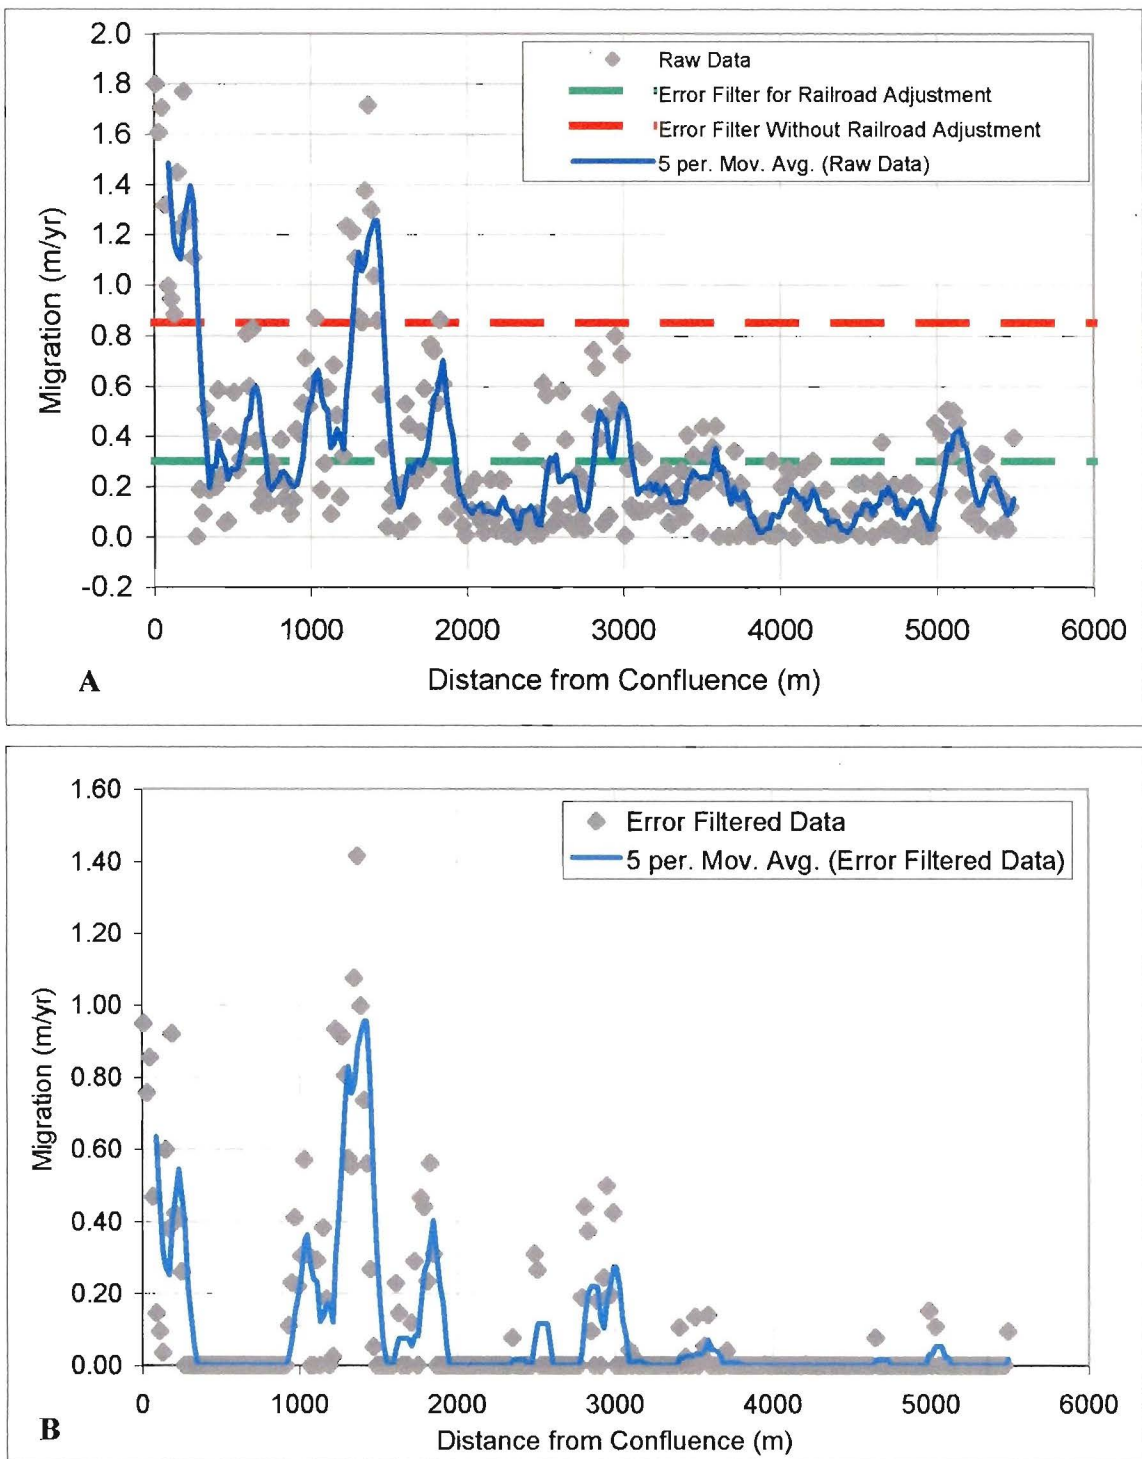 2.0
1.8
1.6
1.4
1.2
1.0
0.8
0.6
0.4
0.2
0.0
-0.2
Migration (m/yr)
Raw Data
Error Filter for Railroad Adjustment
Error Filter Without Railroad Adjustment
5 per. Mov. Avg. (Raw Data)
0 1000 2000 3000 4000 5000 6000
Distance from Confluence (m)
A
1.60
1.40
1.20
1.00
0.80
0.60
0.40
0.20
0.00
Migration (m/yr)
Error Filtered Data
5 per. Mov. Avg. (Error Filtered Data)
0 1000 2000 3000 4000 5000 6000
Distance from Confluence (m)
B